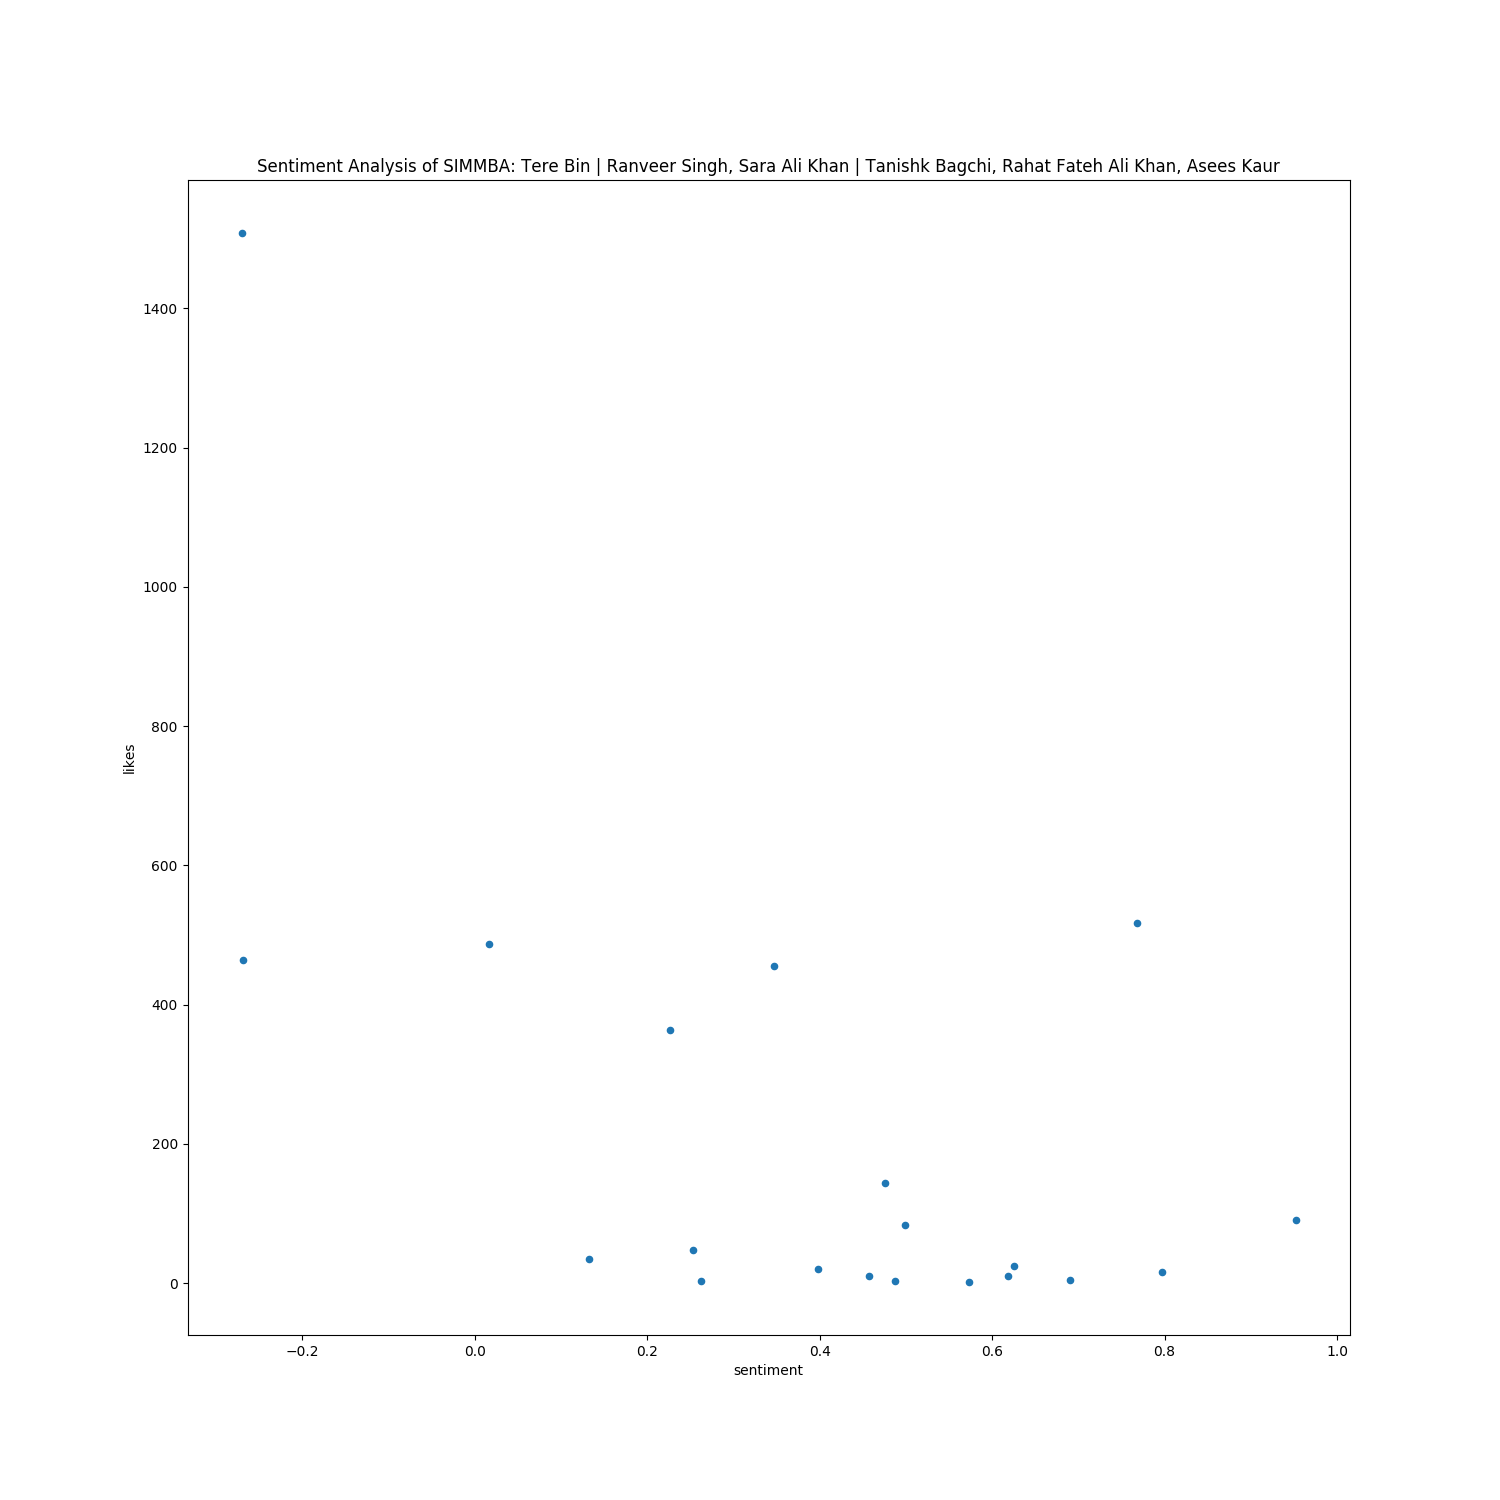 Sentiment Analysis of SIMMBA: Tere Bin | Ranveer Singh, Sara Ali Khan | Tanishk Bagchi, Rahat Fateh Ali Khan, Asees Kaur
1400
1200
1000
800
600
400
200
0
likes
−0.2 0.0 0.2 0.4 0.6 0.8 1.0
sentiment